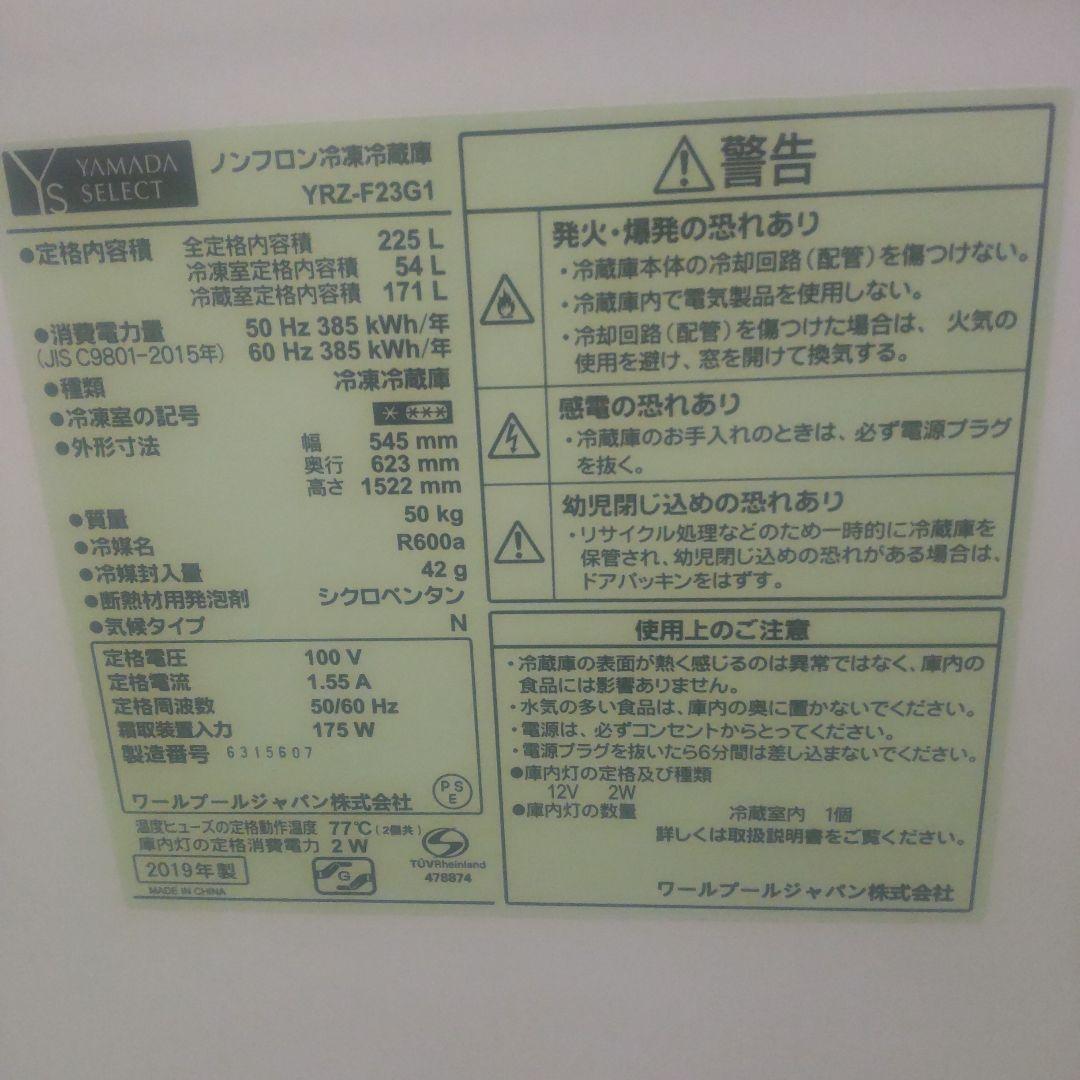 YS YAMADA SELECT
ノンフロン冷凍冷蔵庫
YRZ-F23G1
●定格内容積 全定格内容積 225 L
冷凍室定格内容積 54 L
冷蔵室定格内容積 171 L
●消費電力量 50 Hz 385 kWh/年
(JIS C9801-2015年) 60 Hz 385 kWh/年
●種類 冷凍冷蔵庫
●冷凍室の記号 * ***
●外形寸法 幅 545 mm
奥行 623 mm
高さ 1522 mm
●質量 50 kg
●冷媒名 R600a
●冷媒封入量 42 g
●断熱材用発泡剤 シクロペンタン
●気候タイプ N
定格電圧 100 V
定格電流 1.55 A
定格周波数 50/60 Hz
霜取装置入力 175 W
製造番号 6315607
ワールプールジャパン株式会社 PSE
温度ヒューズの定格動作温度 77℃(2個共)
庫内灯の定格消費電力 2 W
2019年製
MADE IN CHINA
G
TÜVRheinland
478874
警告
発火・爆発の恐れあり
・冷蔵庫本体の冷却回路(配管)を傷つけない。
・冷蔵庫内で電気製品を使用しない。
・冷却回路(配管)を傷つけた場合は、火気の
使用を避け、窓を開けて換気する。
感電の恐れあり
・冷蔵庫のお手入れのときは、必ず電源プラグ
を抜く。
幼児閉じ込めの恐れあり
・リサイクル処理などのため一時的に冷蔵庫を
保管され、幼児閉じ込めの恐れがある場合は、
ドアパッキンをはずす。
使用上のご注意
・冷蔵庫の表面が熱く感じるのは異常ではなく、庫内の
食品には影響ありません。
・水気の多い食品は、庫内の奥に置かないでください。
・電源は、必ずコンセントからとってください。
・電源プラグを抜いたら6分間は差し込まないでください。
●庫内灯の定格及び種類
12V 2W
●庫内灯の数量 冷蔵室内 1個
詳しくは取扱説明書をご覧ください。
ワールプールジャパン株式会社